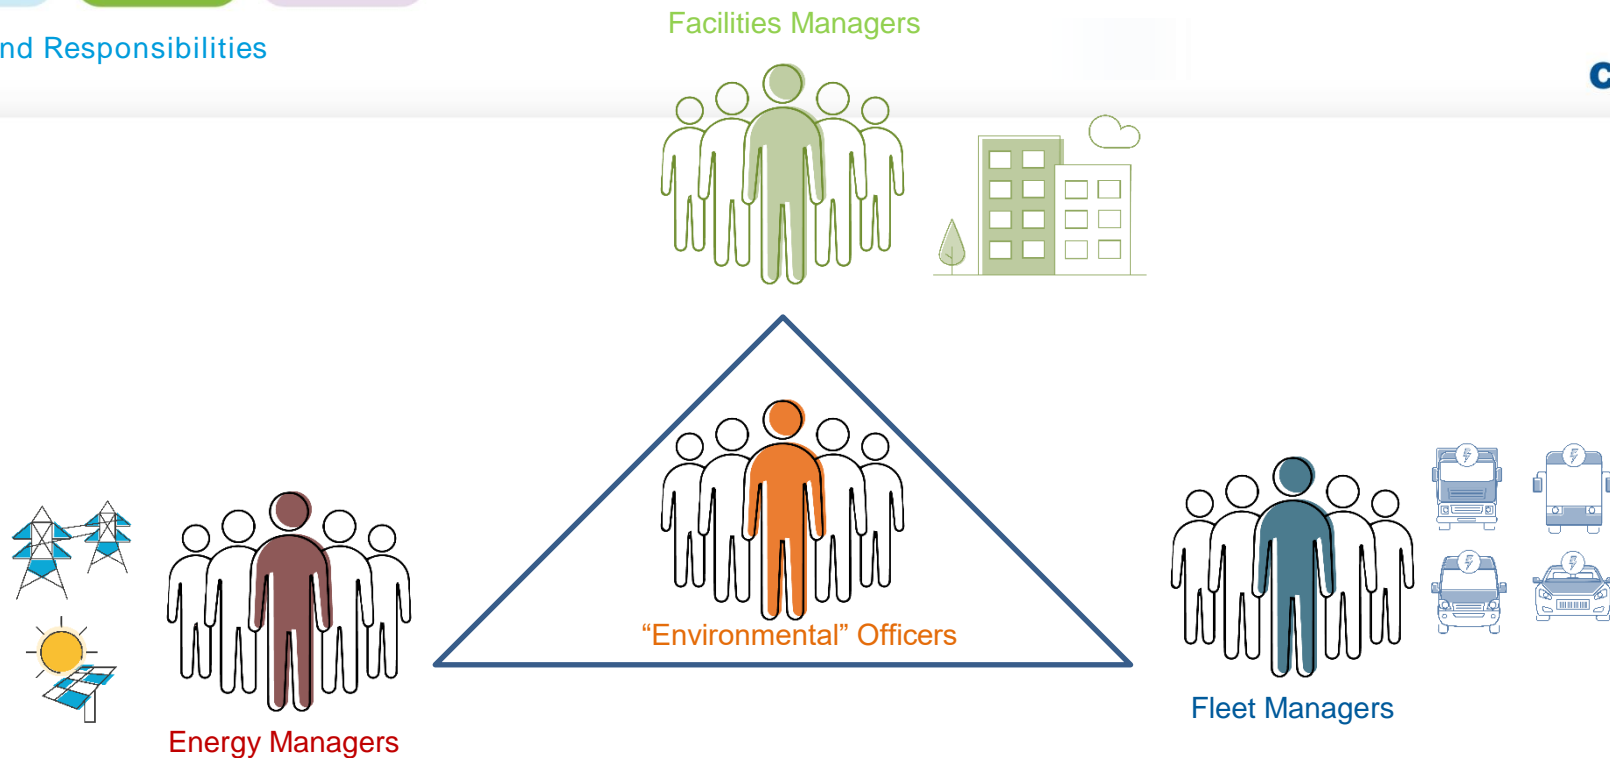 Facilities Managers
nd Responsibilities
“Environmental” Officers
Fleet Managers
Energy Managers